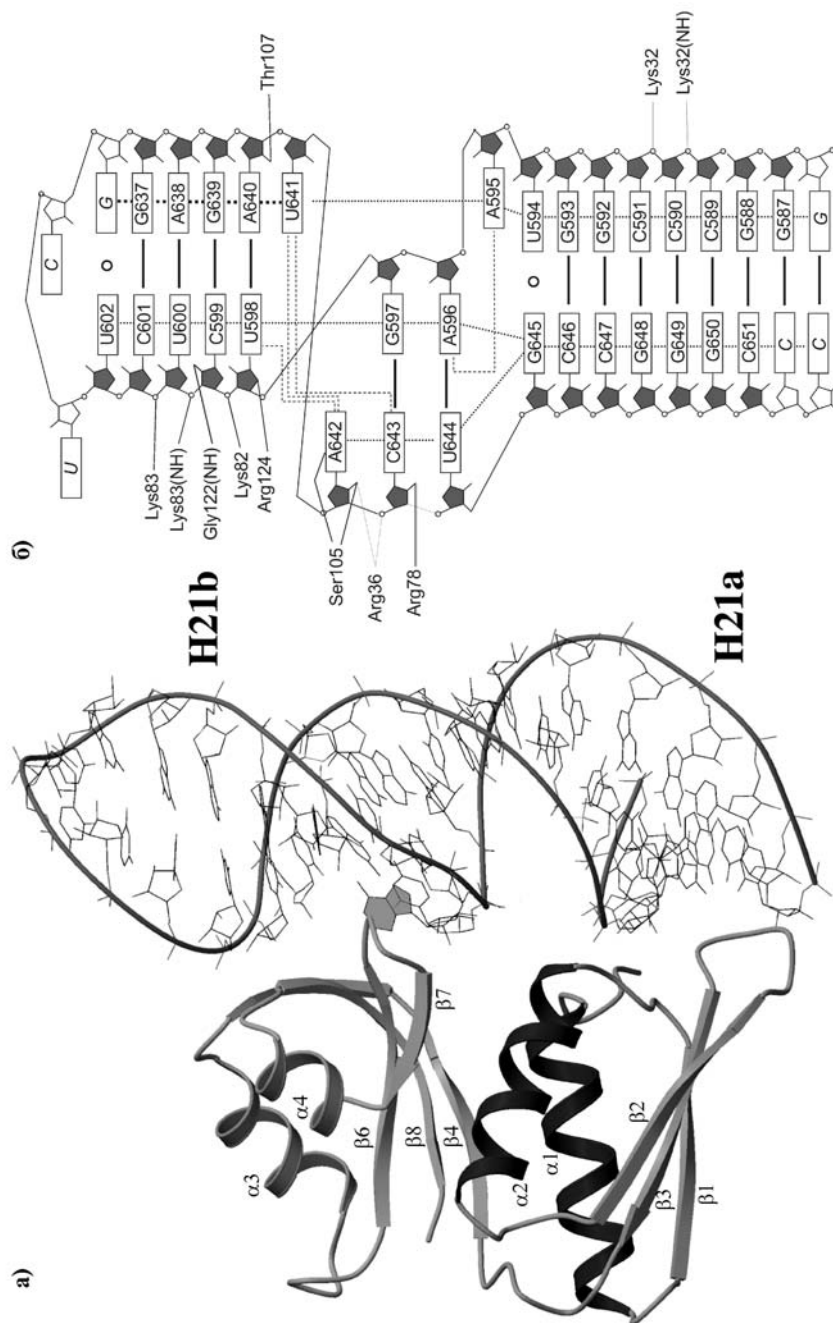 а)
α3
α4
β6
β8
β7
β4
α2
α1
β2
β3
β1
H21b
H21a
б)
U C
U602 G
C601 G637
U600 A638
C599 G639
U598 A640
U641
Thr107
Lys83
Lys83(NH)
Gly122(NH)
Lys82
Arg124
Ser105
Arg36
Arg78
A642
C643 G597
U644 A596
A595
G645 U594
C646 G593
C647 G592
G648 C591
G649 C590
G650 C589
C651 G588
C G587
C G
Lys32
Lys32(NH)